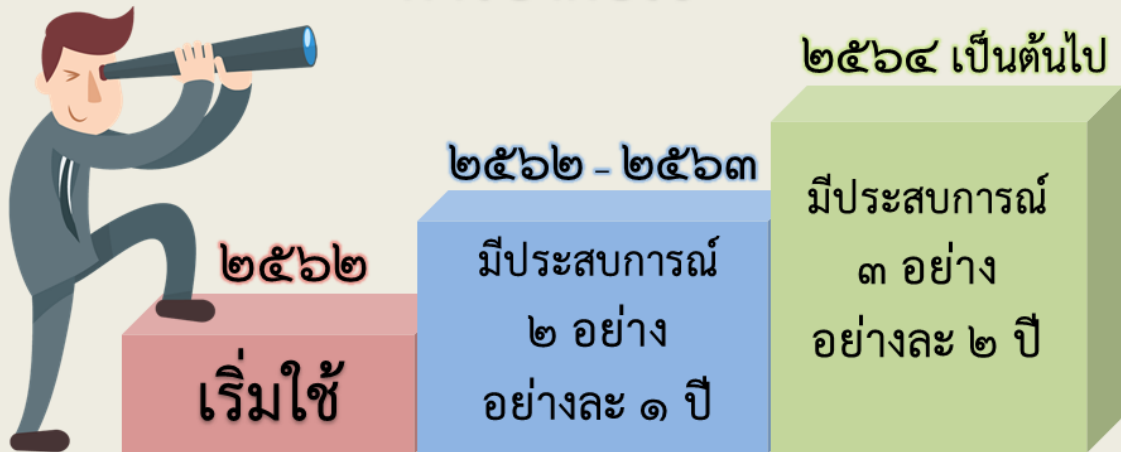 ๒๕๖๒
เริ่มใช้
๒๕๖๒ - ๒๕๖๓
มีประสบการณ์
๒ อย่าง
อย่างละ ๑ ปี
๒๕๖๔ เป็นต้นไป
มีประสบการณ์
๓ อย่าง
อย่างละ ๒ ปี